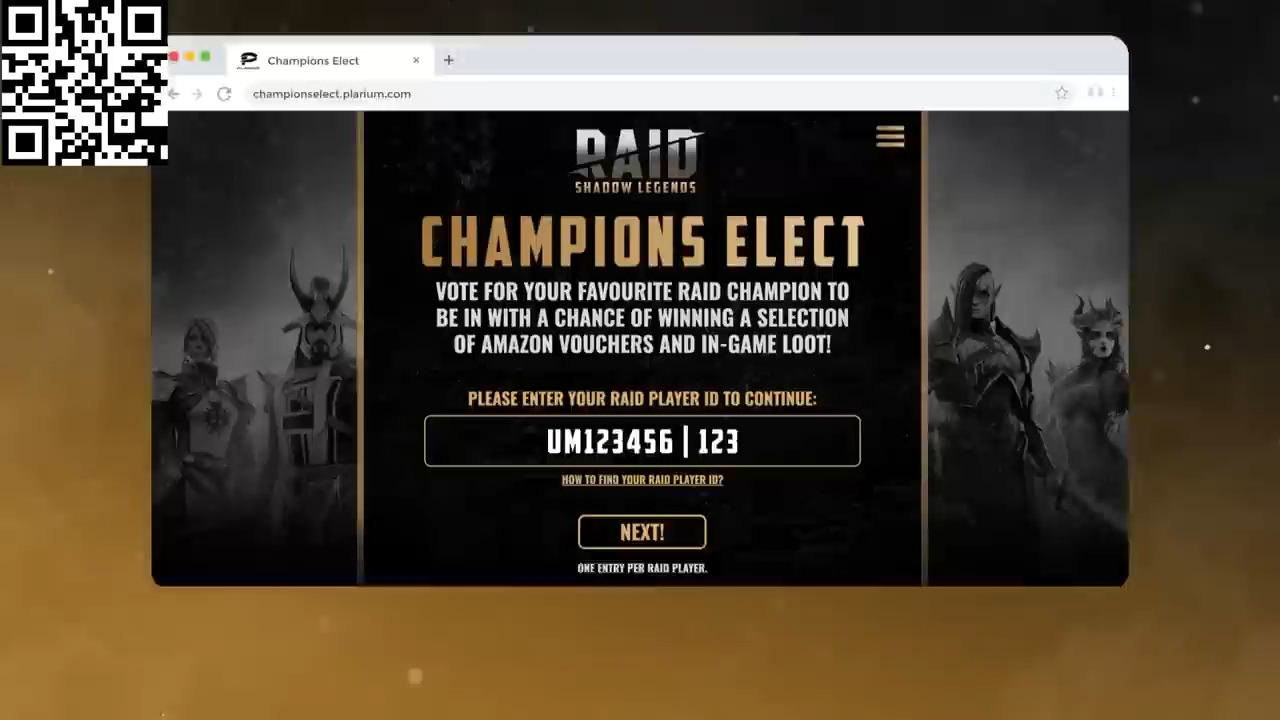 Champions Elect
championselect.plarium.com
RAID
SHADOW LEGENDS
CHAMPIONS ELECT
VOTE FOR YOUR FAVOURITE RAID CHAMPION TO
BE IN WITH A CHANCE OF WINNING A SELECTION
OF AMAZON VOUCHERS AND IN-GAME LOOT!
PLEASE ENTER YOUR RAID PLAYER ID TO CONTINUE:
UM123456 | 123
HOW TO FIND YOUR RAID PLAYER ID?
NEXT!
ONE ENTRY PER RAID PLAYER.